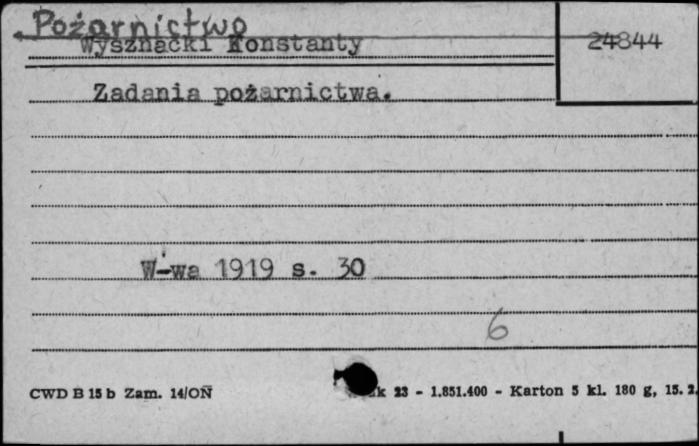 Pożarnictwo
Wysznacki Konstanty
24844
Zadania pożarnictwa.
W-wa 1919 s. 30
6
CWD B 15 b Zam. 14/ON 23 - 1.851.400 - Karton 5 kl. 180 g, 15. 2.